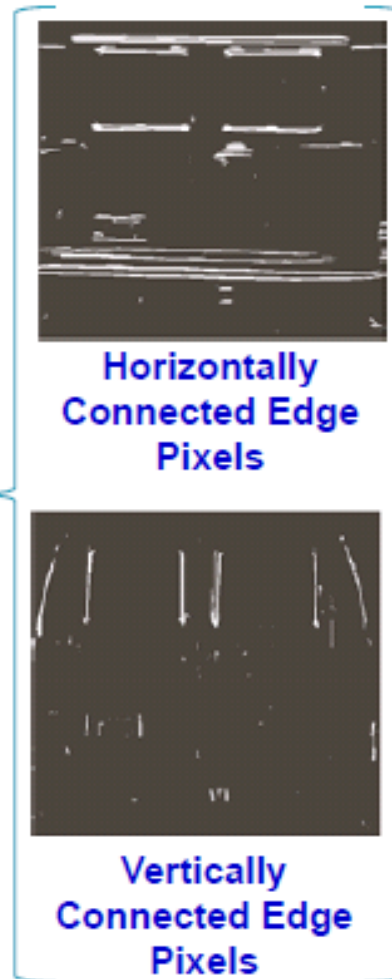 Horizontally
Connected Edge
Pixels
Vertically
Connected Edge
Pixels